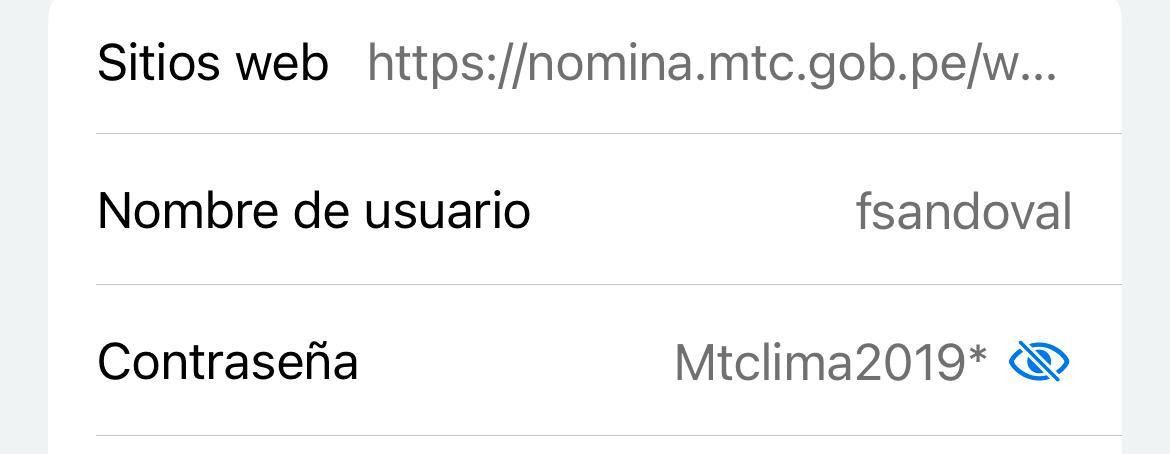 Sitios web https://nomina.mtc.gob.pe/w...
Nombre de usuario fsandoval
Contraseña Mtclima2019*